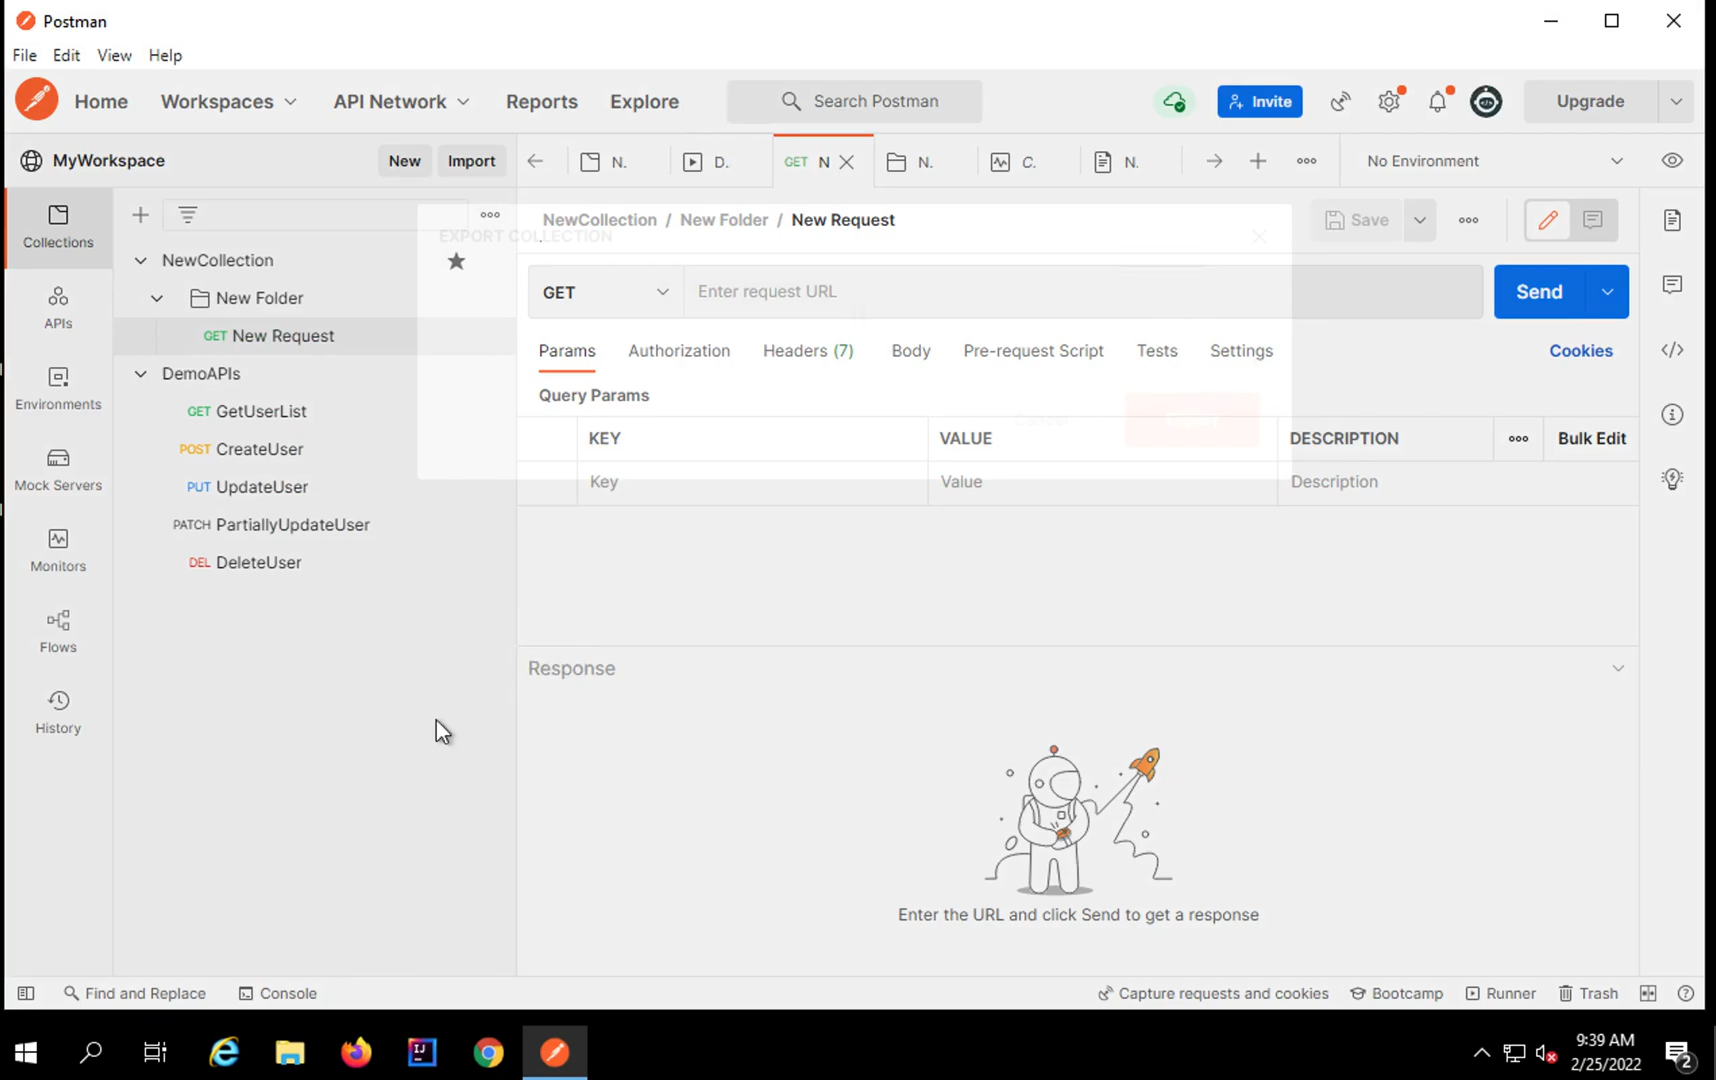 Postman
File Edit View Help
Home Workspaces API Network Reports Explore Search Postman Invite Upgrade
MyWorkspace New Import N. D. GET N N. C. N. No Environment
Collections
NewCollection / New Folder / New Request Save
EXPORT COLLECTION
NewCollection
GET Enter request URL Send
New Folder
APIs
GET New Request
Params Authorization Headers (7) Body Pre-request Script Tests Settings Cookies
DemoAPIs
Query Params
Environments
GET GetUserList
Cancel
KEY VALUE DESCRIPTION Bulk Edit
POST CreateUser
Key Value Description
Mock Servers
PUT UpdateUser
PATCH PartiallyUpdateUser
Monitors
DEL DeleteUser
Flows
Response
History
Enter the URL and click Send to get a response
Find and Replace Console Capture requests and cookies Bootcamp Runner Trash
9:39 AM
2/25/2022
2